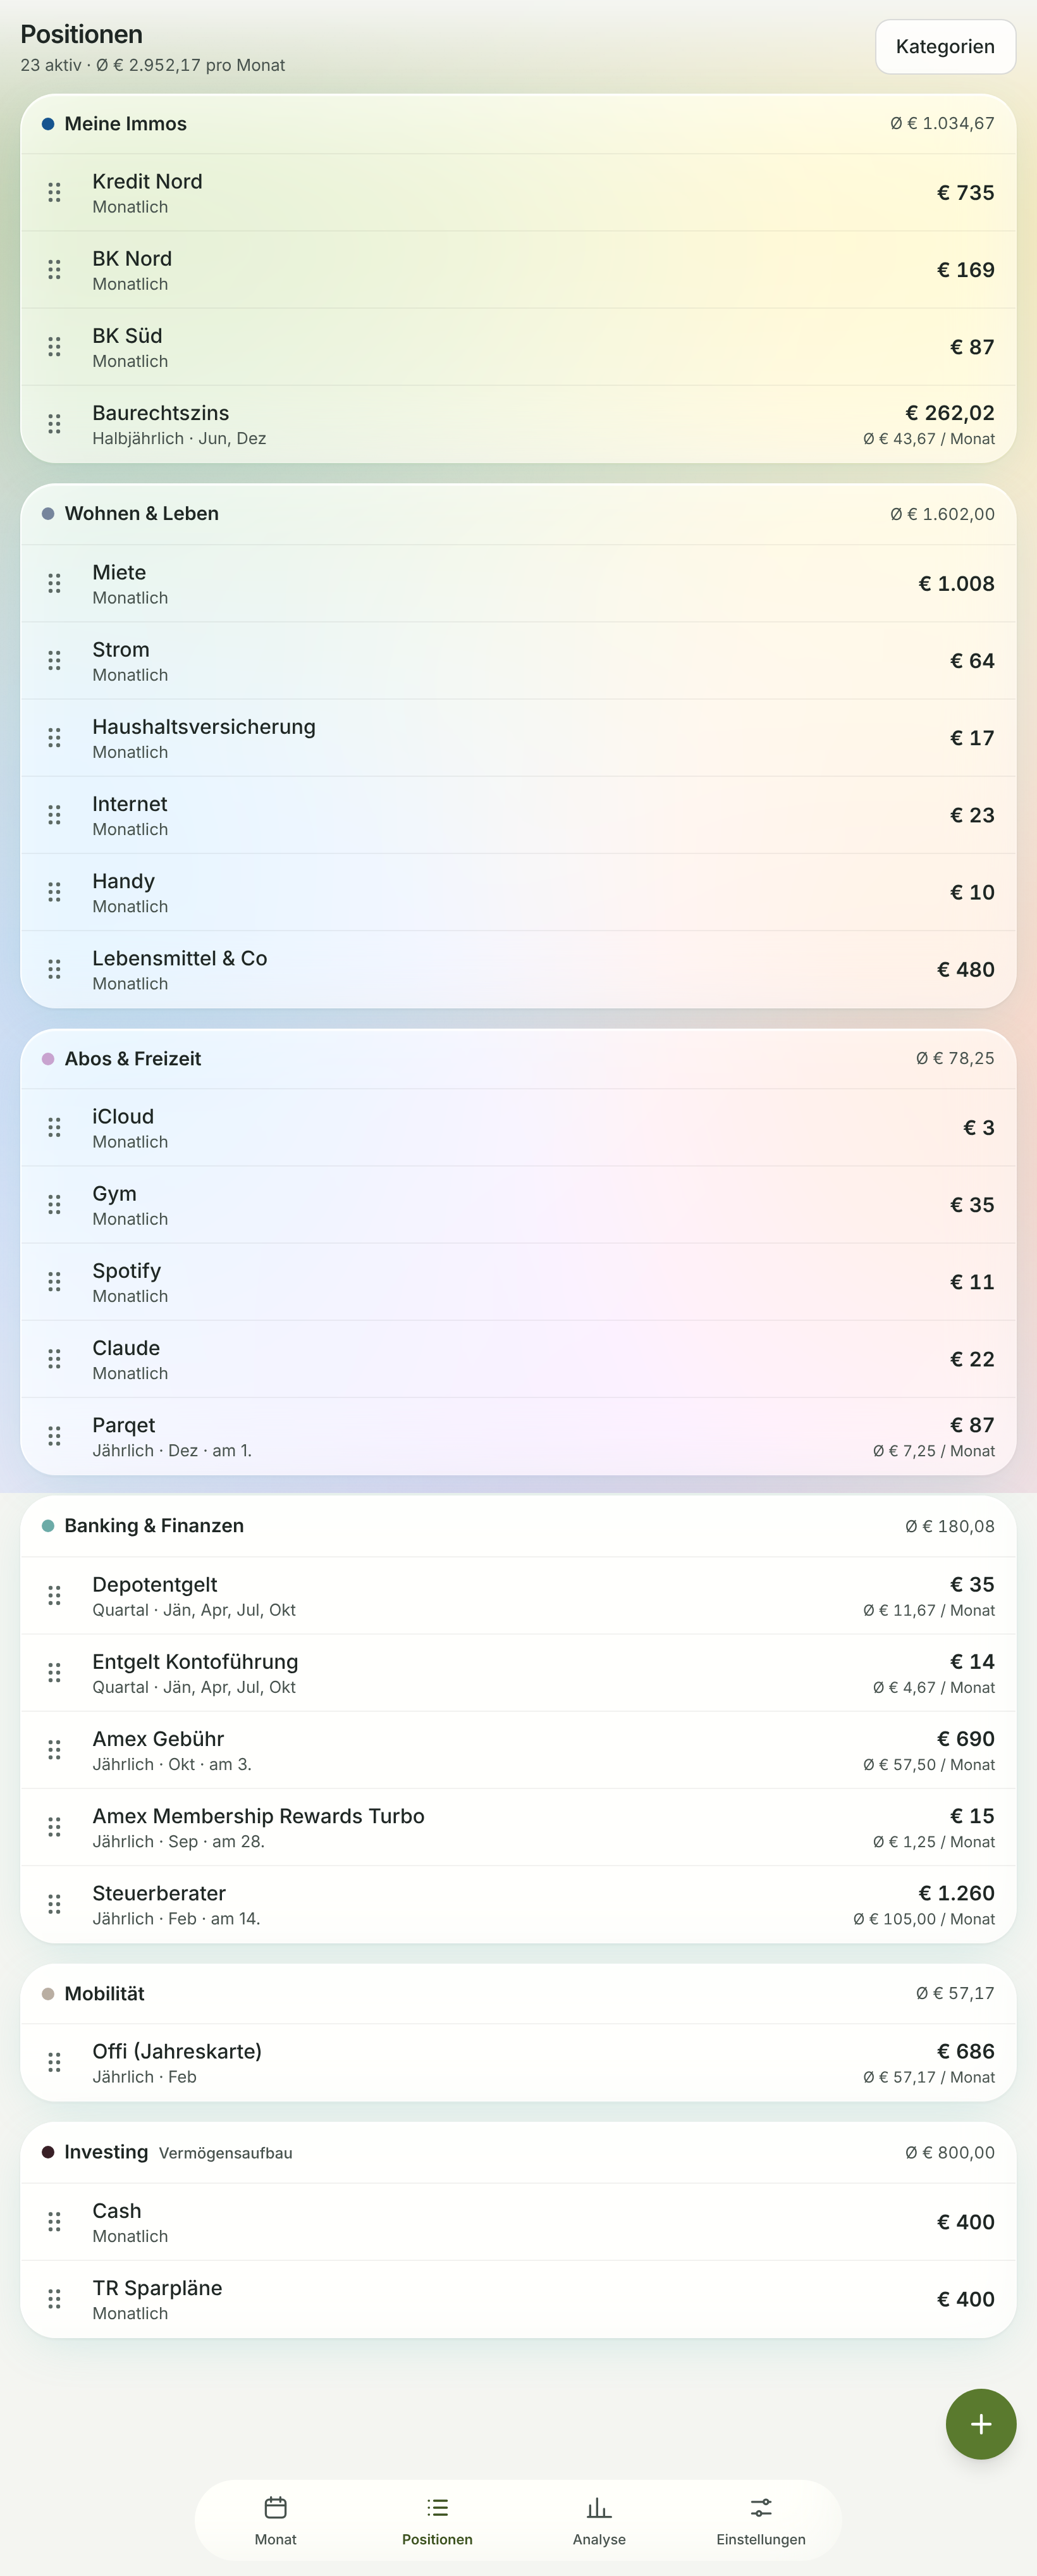 Positionen
23 aktiv · Ø € 2.952,17 pro Monat
Kategorien
Meine Immos
Ø € 1.034,67
Kredit Nord
Monatlich
€ 735
BK Nord
Monatlich
€ 169
BK Süd
Monatlich
€ 87
Baurechtszins
Halbjährlich · Jun, Dez
€ 262,02
Ø € 43,67 / Monat
Wohnen & Leben
Ø € 1.602,00
Miete
Monatlich
€ 1.008
Strom
Monatlich
€ 64
Haushaltsversicherung
Monatlich
€ 17
Internet
Monatlich
€ 23
Handy
Monatlich
€ 10
Lebensmittel & Co
Monatlich
€ 480
Abos & Freizeit
Ø € 78,25
iCloud
Monatlich
€ 3
Gym
Monatlich
€ 35
Spotify
Monatlich
€ 11
Claude
Monatlich
€ 22
Parqet
Jährlich · Dez · am 1.
€ 87
Ø € 7,25 / Monat
Banking & Finanzen
Ø € 180,08
Depotentgelt
Quartal · Jän, Apr, Jul, Okt
€ 35
Ø € 11,67 / Monat
Entgelt Kontoführung
Quartal · Jän, Apr, Jul, Okt
€ 14
Ø € 4,67 / Monat
Amex Gebühr
Jährlich · Okt · am 3.
€ 690
Ø € 57,50 / Monat
Amex Membership Rewards Turbo
Jährlich · Sep · am 28.
€ 15
Ø € 1,25 / Monat
Steuerberater
Jährlich · Feb · am 14.
€ 1.260
Ø € 105,00 / Monat
Mobilität
Ø € 57,17
Offi (Jahreskarte)
Jährlich · Feb
€ 686
Ø € 57,17 / Monat
Investing Vermögensaufbau
Ø € 800,00
Cash
Monatlich
€ 400
TR Sparpläne
Monatlich
€ 400
Monat
Positionen
Analyse
Einstellungen